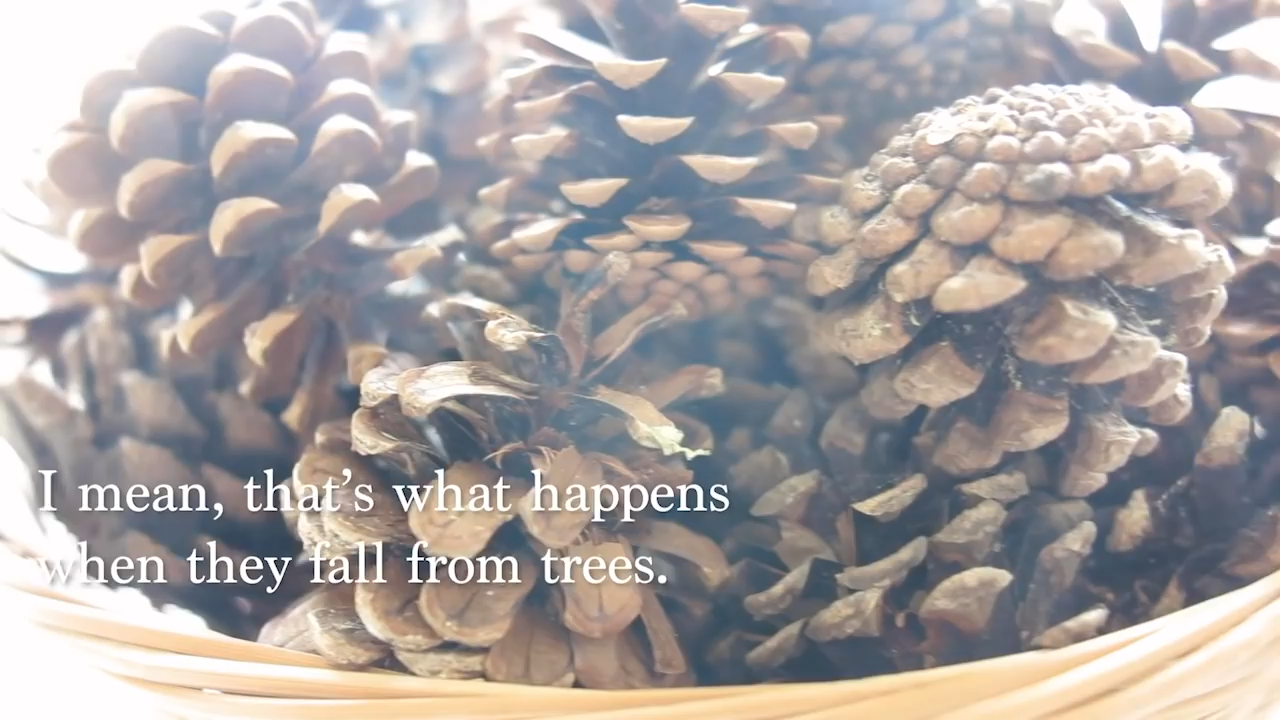 I mean, that's what happens
when they fall from trees.